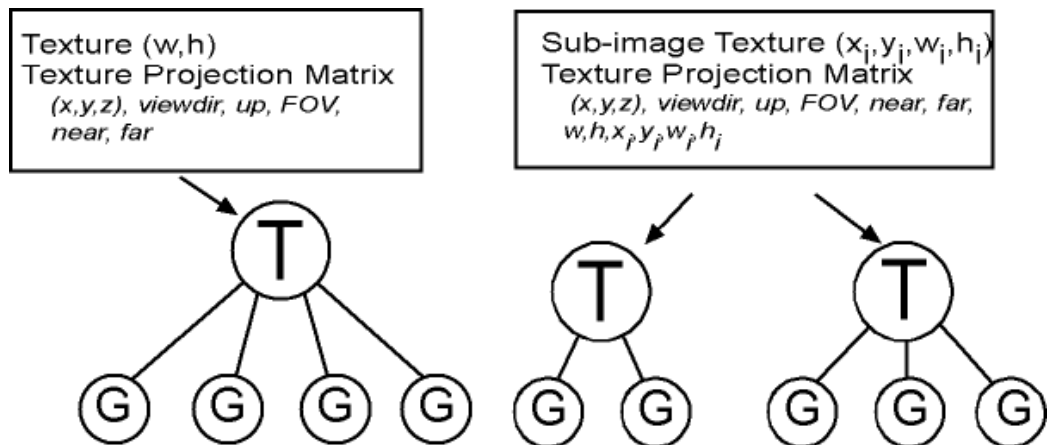 Texture (w,h)
Texture Projection Matrix
(x,y,z), viewdir, up, FOV,
near, far
Sub-image Texture (xi,yi,wi,hi)
Texture Projection Matrix
(x,y,z), viewdir, up, FOV, near, far,
w,h,xi,yi,wi,hi
T
G G G G
T
G G
T
G G G